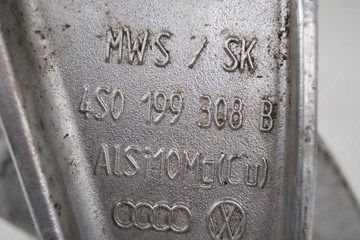 MWS / SK
4S0 199 308 B
AlSi10Mg(Cu)